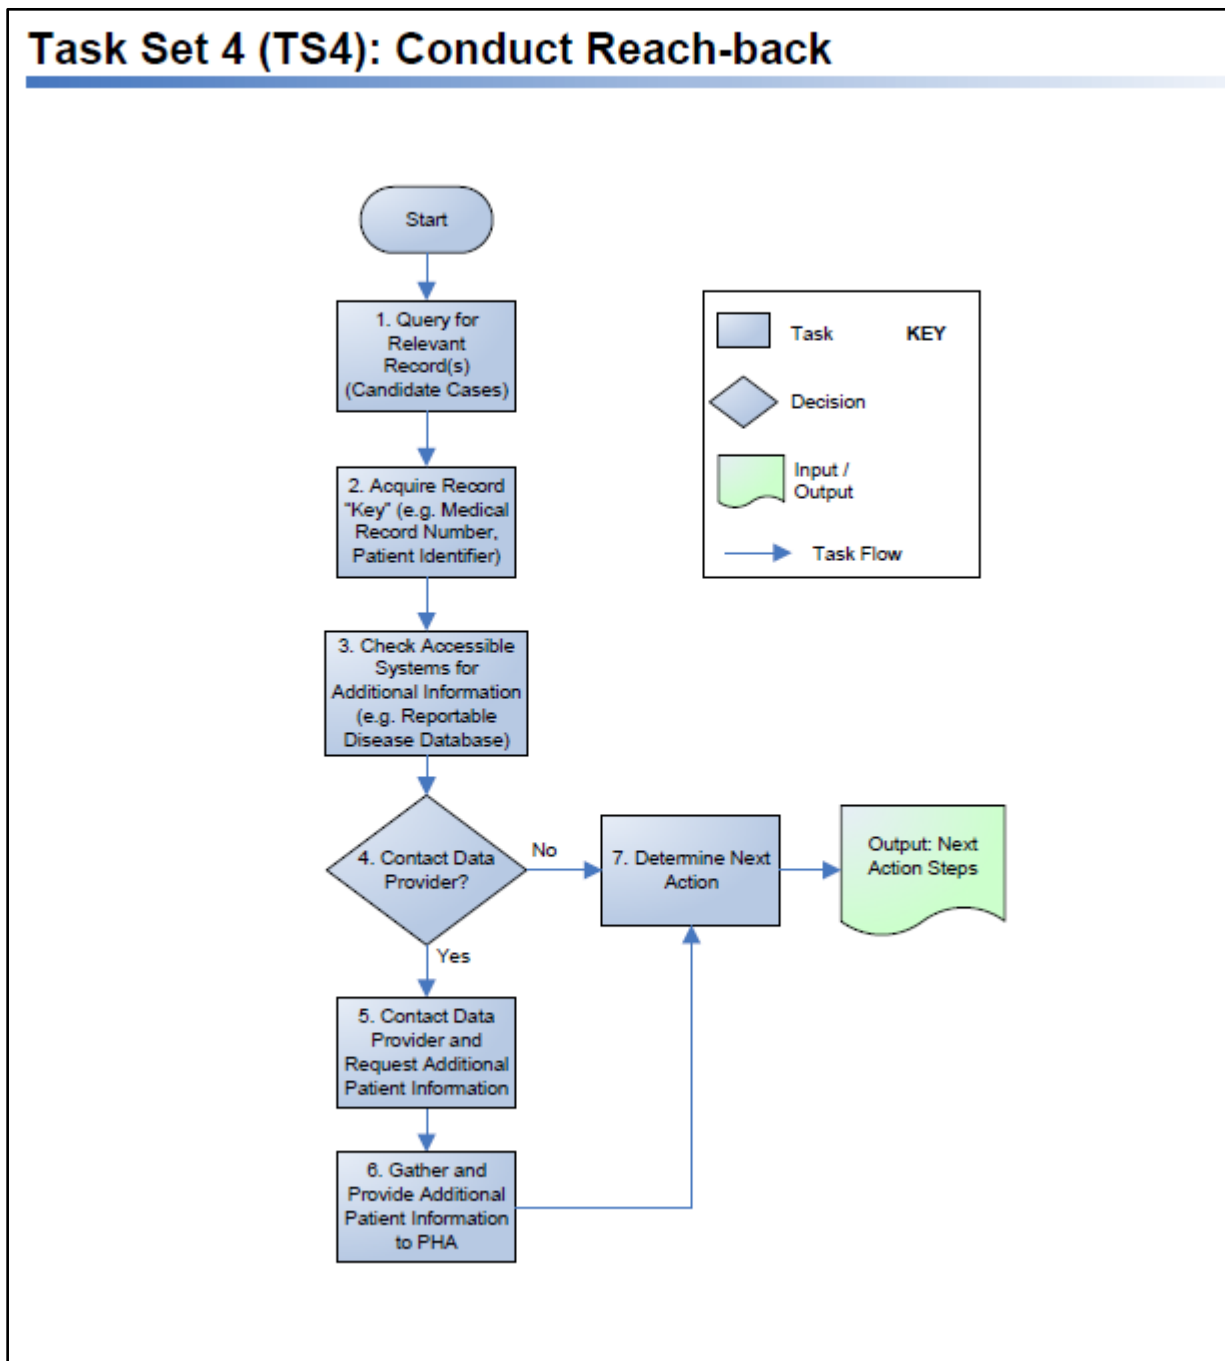 Task Set 4 (TS4): Conduct Reach-back
Start
1. Query for
Relevant
Record(s)
(Candidate Cases)
2. Acquire Record
"Key" (e.g. Medical
Record Number,
Patient Identifier)
3. Check Accessible
Systems for
Additional Information
(e.g. Reportable
Disease Database)
4. Contact Data
Provider?
No
Yes
5. Contact Data
Provider and
Request Additional
Patient Information
6. Gather and
Provide Additional
Patient Information
to PHA
7. Determine Next
Action
Output: Next
Action Steps
KEY
Task
Decision
Input /
Output
Task Flow